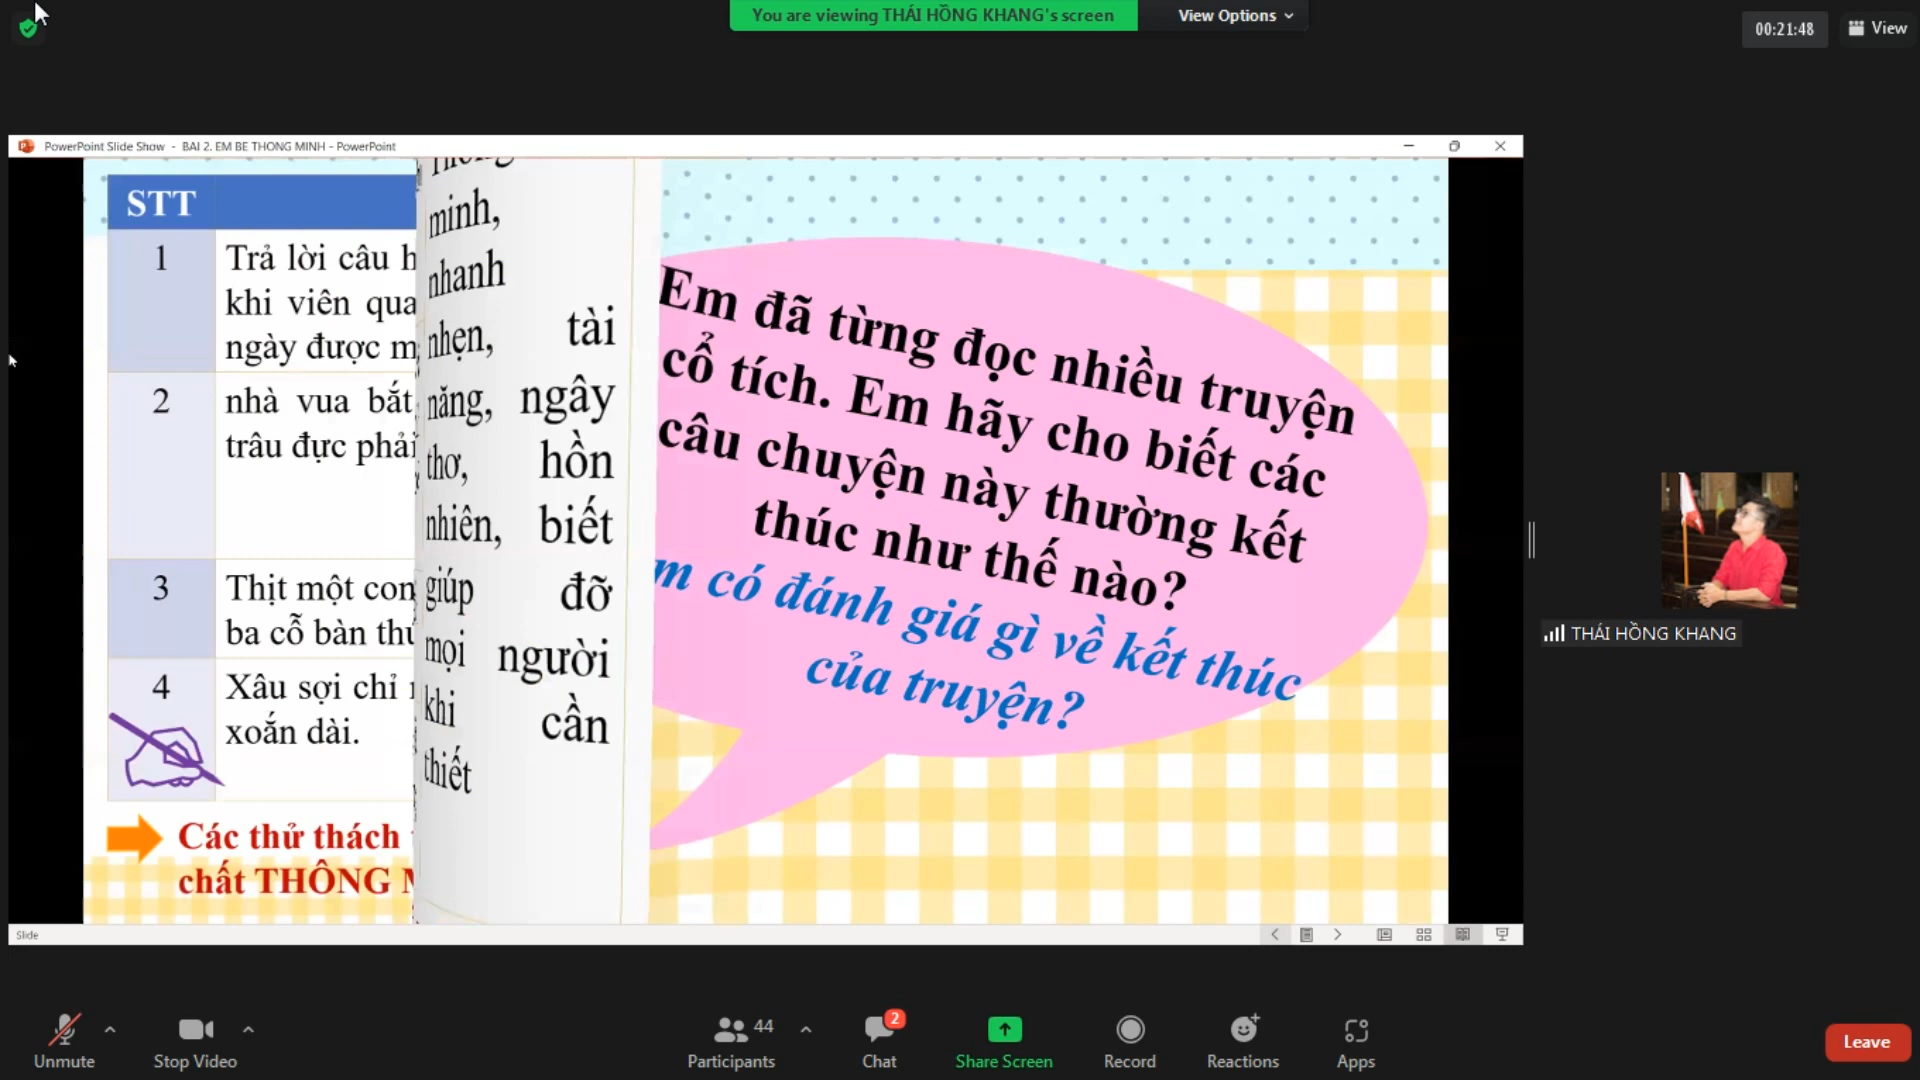 You are viewing THÁI HỒNG KHANG's screen
View Options
00:21:48
View
PowerPoint Slide Show - BAI 2. EM BE THONG MINH - PowerPoint
STT
1
Trả lời câu
khi viên
ngày được
2
nhà vua bắt
trâu đực phải
3
Thịt một con
ba cỗ bàn
4
Xâu sợi chỉ
xoắn dài.
Các thử thách
chất THÔNG
minh,
nhanh
nhẹn, tài
năng, ngây
thơ, hồn
nhiên, biết
giúp đỡ
mọi người
khi cần
thiết
Em đã từng đọc nhiều truyện
cổ tích. Em hãy cho biết các
câu chuyện này thường kết
thúc như thế nào?
có đánh giá gì về kết thúc
của truyện?
THÁI HỒNG KHANG
Slide
Unmute
Stop Video
Participants
44
Chat
2
Share Screen
Record
Reactions
Apps
Leave